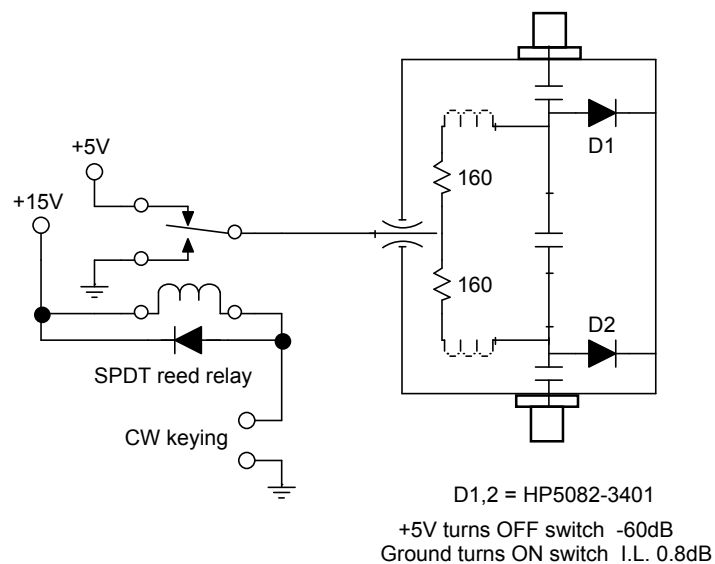 +5V
+15V
D1
160
160
D2
SPDT reed relay
CW keying
D1,2 = HP5082-3401
+5V turns OFF switch -60dB
Ground turns ON switch I.L. 0.8dB